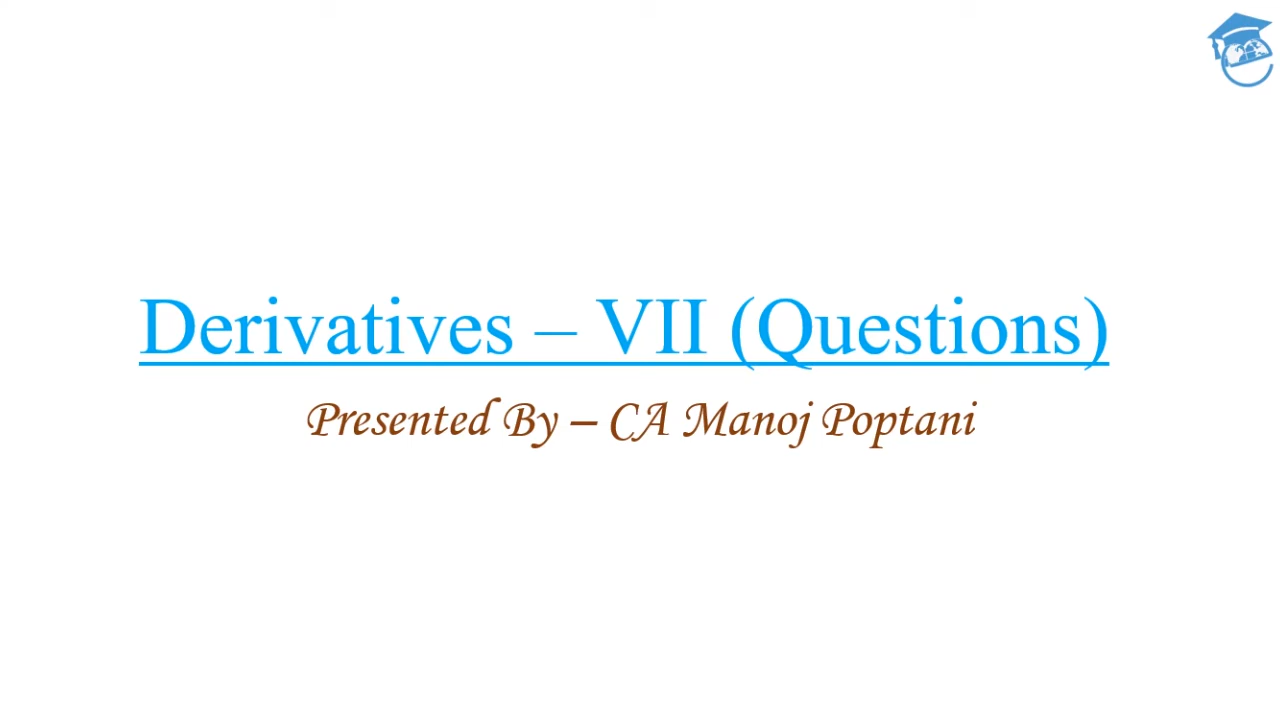 Derivatives – VII (Questions)
Presented By – CA Manoj Poptani